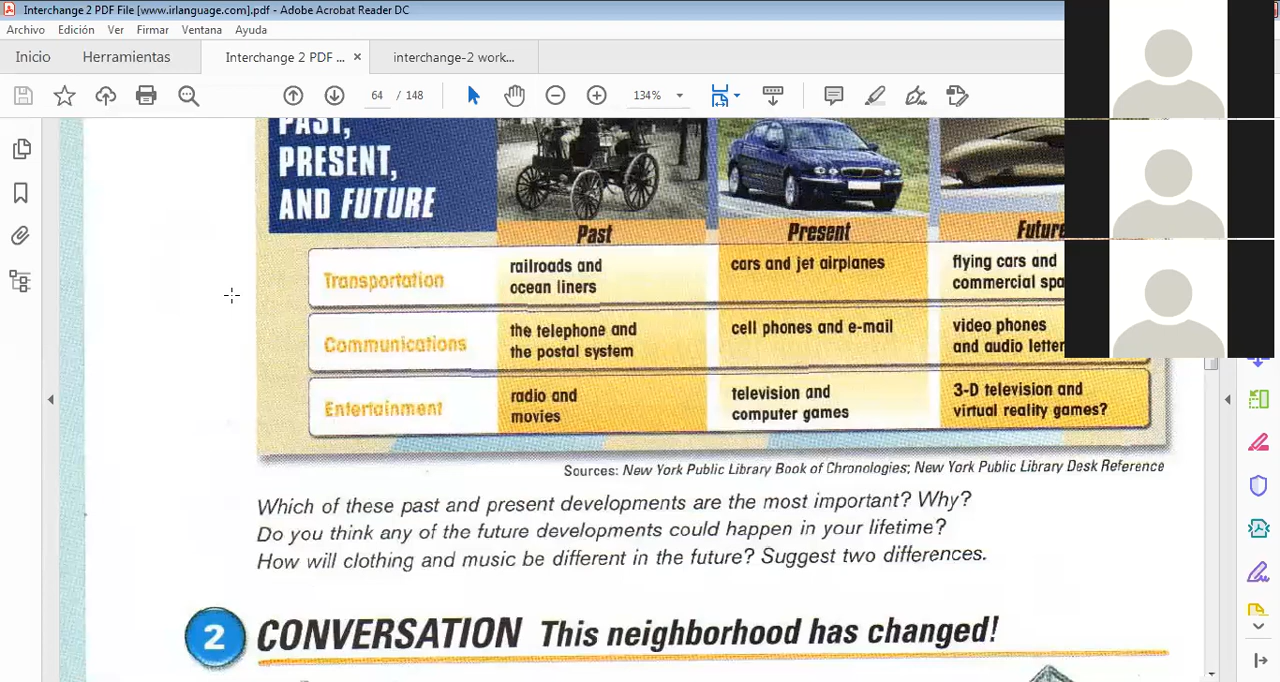 Interchange 2 PDF File [www.irlanguage.com].pdf - Adobe Acrobat Reader DC
Archivo Edición Ver Firmar Ventana Ayuda
Inicio Herramientas Interchange 2 PDF ... × interchange-2 work...
64 / 148 134%
PAST,
PRESENT,
AND FUTURE
Past Present Future
Transportation
railroads and
ocean liners
cars and jet airplanes
flying cars and
commercial
Communications
the telephone and
the postal system
cell phones and e-mail
video phones
and audio
Entertainment
radio and
movies
television and
computer games
3-D television and
virtual reality games?
Sources: New York Public Library Book of Chronologies; New York Public Library Desk Reference
Which of these past and present developments are the most important? Why?
Do you think any of the future developments could happen in your lifetime?
How will clothing and music be different in the future? Suggest two differences.
2 CONVERSATION This neighborhood has changed!